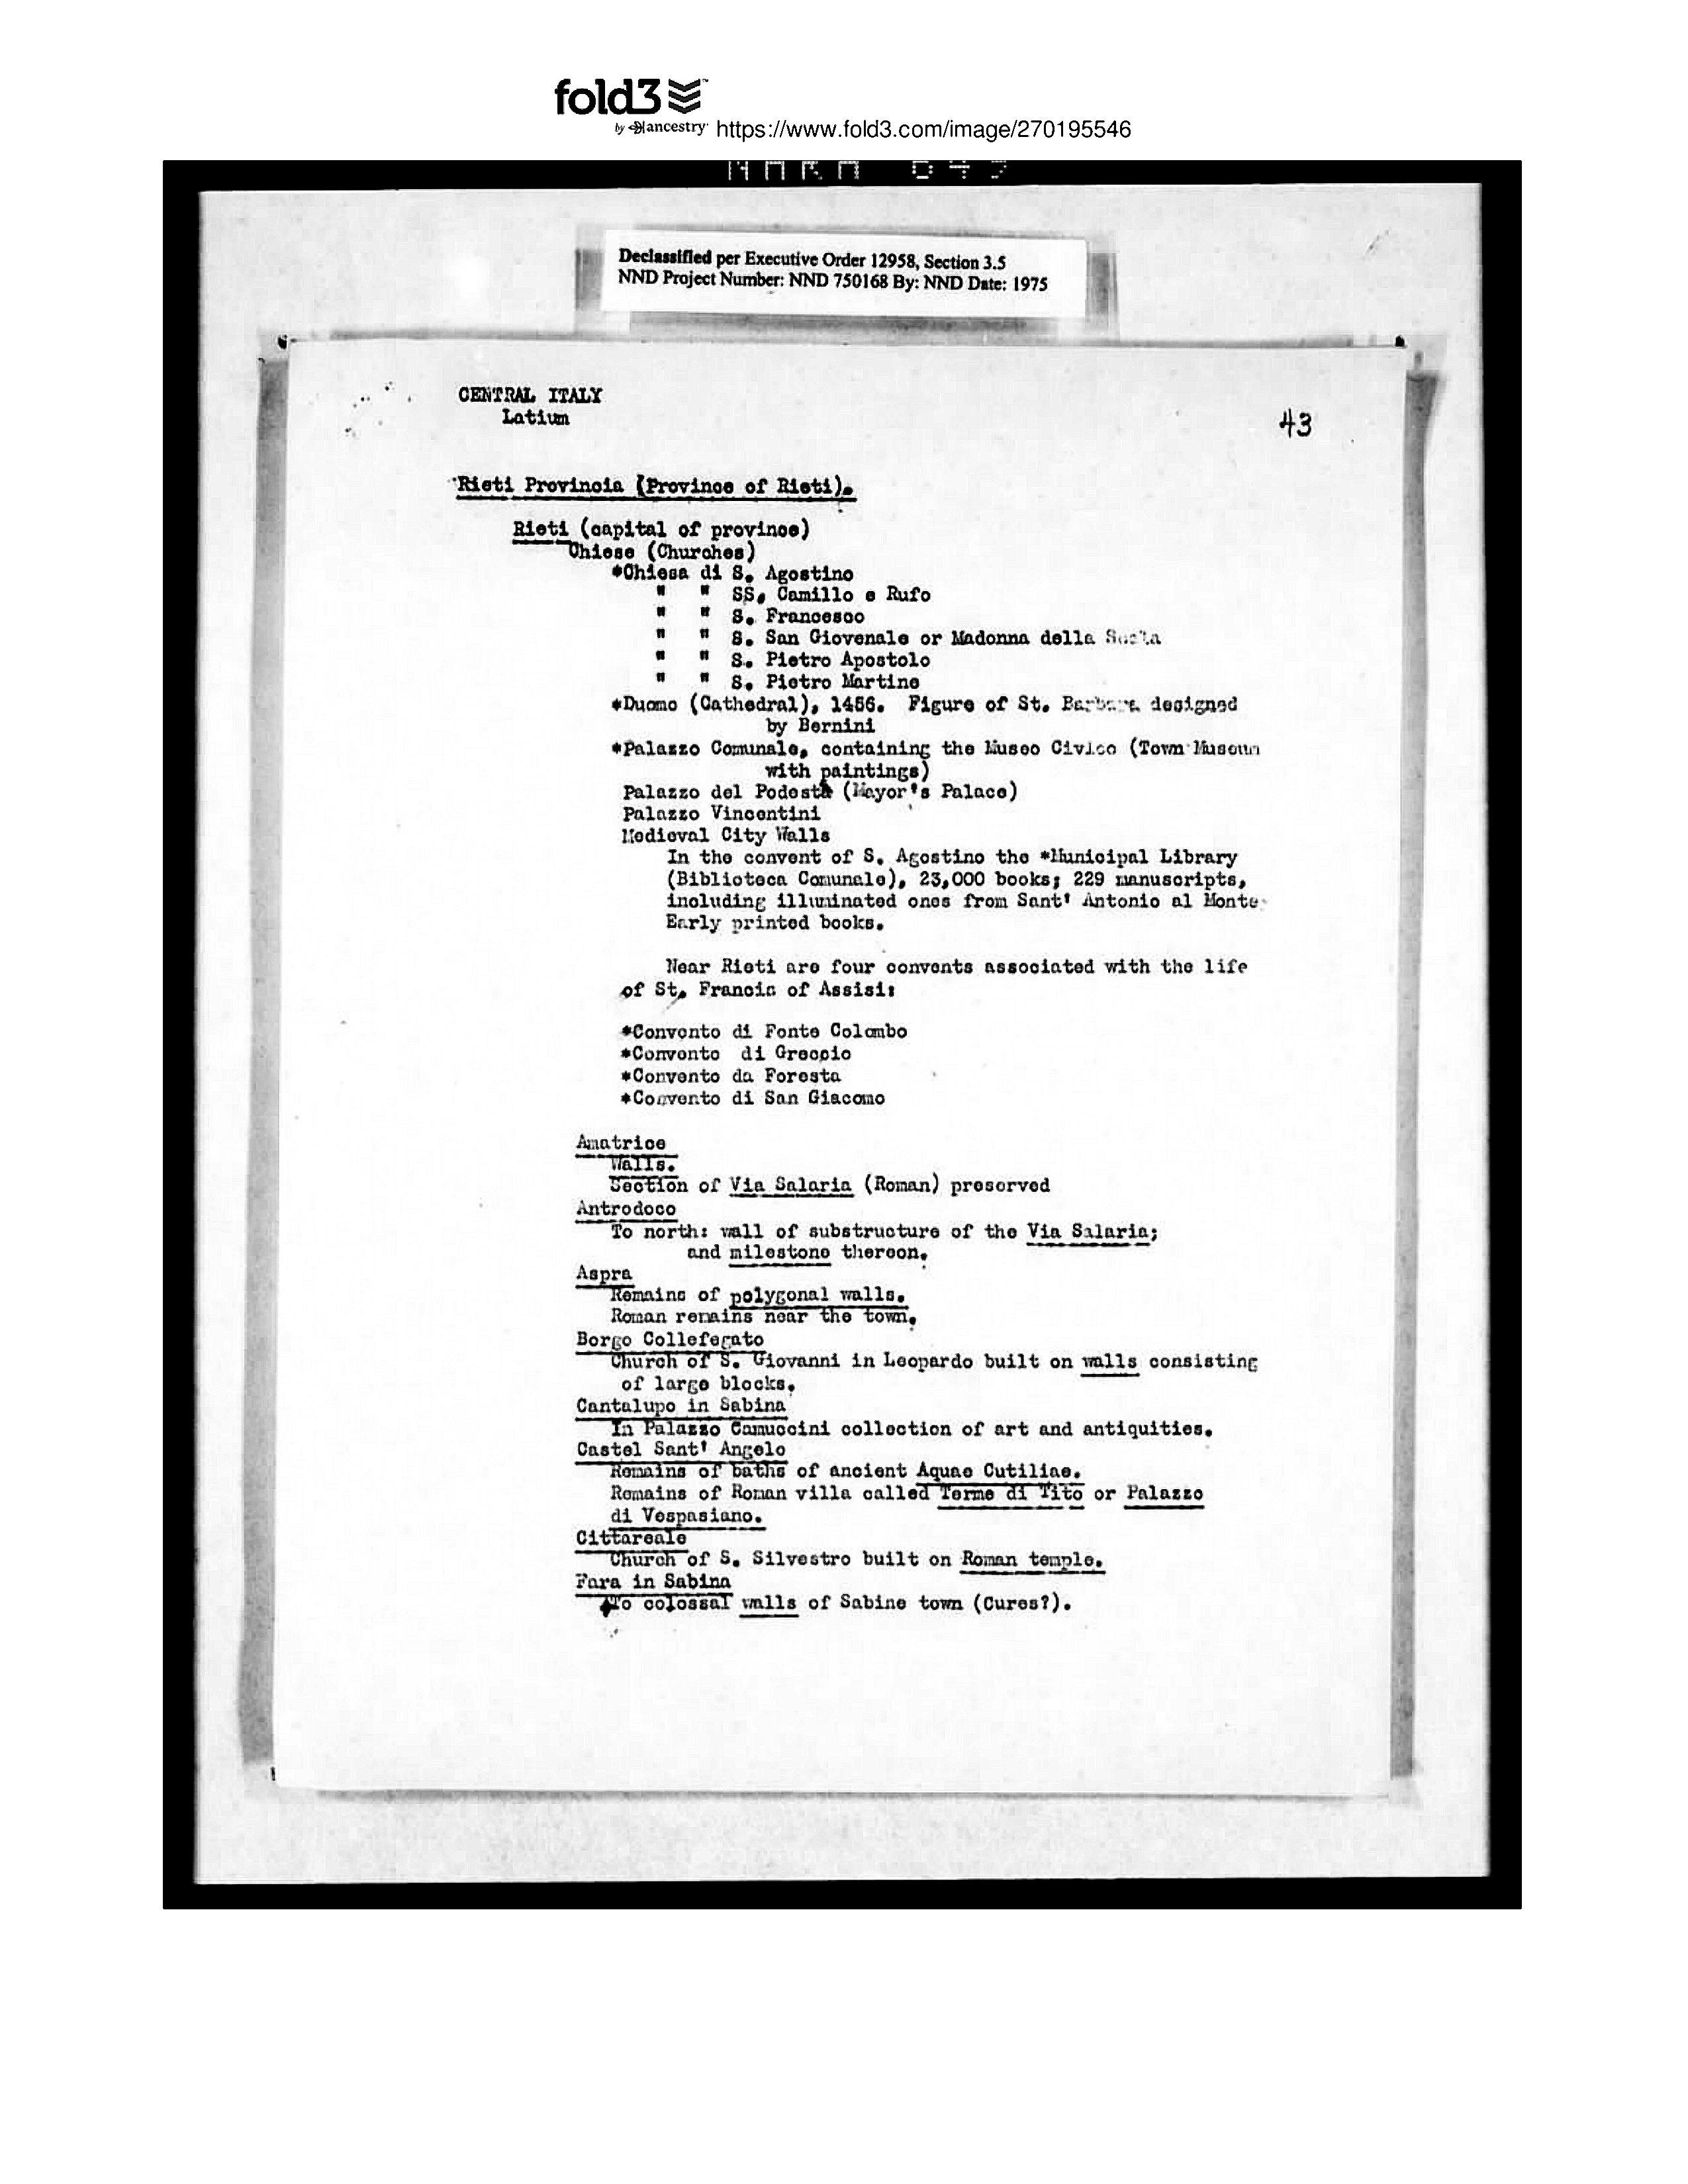 fold3
by ancestry https://www.fold3.com/image/270195546
Declassified per Executive Order 12958, Section 3.5
NND Project Number: NND 750168 By: NND Date: 1975
CENTRAL ITALY
Latium
43
Rieti Provincia (Province of Rieti).
Rieti (capital of province)
Chiese (Churches)
*Chiesa di S. Agostino
" " SS. Camillo e Rufo
" " S. Francesco
" " S. San Giovenale or Madonna della
" " S. Pietro Apostolo
" " S. Pietro Martine
*Duomo (Cathedral), 1456. Figure of St. Barbara designed
by Bernini
*Palazzo Comunale, containing the Museo Civico (Town Museum
with paintings)
Palazzo del Podestà (Mayor's Palace)
Palazzo Vincentini
Medieval City Walls
In the convent of S. Agostino the *Municipal Library
(Biblioteca Comunale), 23,000 books; 229 manuscripts,
including illuminated ones from Sant' Antonio al Monte
Early printed books.
Near Rieti are four convents associated with the life
of St. Francis of Assisi:
*Convento di Fonte Colombo
*Convento di Greccio
*Convento da Foresta
*Convento di San Giacomo
Amatrice
Walls.
Section of Via Salaria (Roman) preserved
Antrodoco
To north: wall of substructure of the Via Salaria;
and milestone thereon.
Aspra
Remains of polygonal walls.
Roman remains near the town.
Borgo Collefegato
Church of S. Giovanni in Leopardo built on walls consisting
of large blocks.
Cantalupo in Sabina
In Palazzo Camuccini collection of art and antiquities.
Castel Sant' Angelo
Remains of baths of ancient Aquae Cutiliae.
Remains of Roman villa called Terme di Tito or Palazzo
di Vespasiano.
Cittareale
Church of S. Silvestro built on Roman temple.
Fara in Sabina
To colossal walls of Sabine town (Cures?).